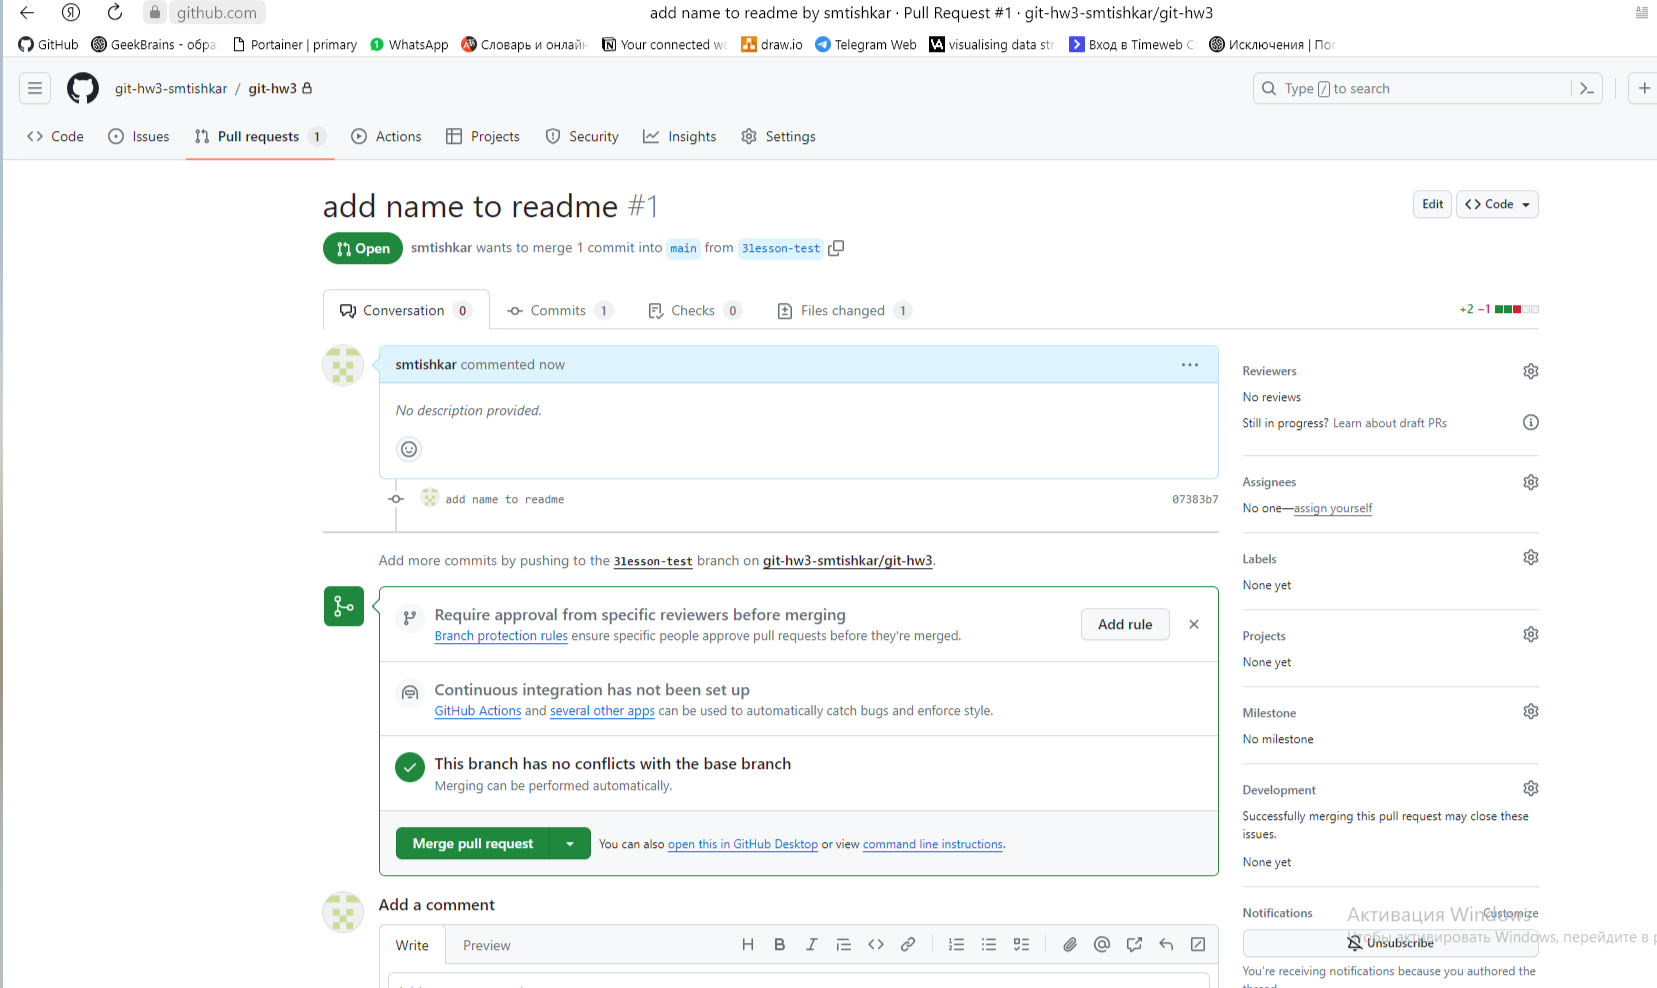 github.com
add name to readme by smtishkar · Pull Request #1 · git-hw3-smtishkar/git-hw3
GitHub GeekBrains - обра Portainer | primary WhatsApp Словарь и онлайн Your connected wo draw.io Telegram Web visualising data str Вход в Timeweb C Исключения | Пог
git-hw3-smtishkar / git-hw3
Type / to search
Code Issues Pull requests 1 Actions Projects Security Insights Settings
add name to readme #1
Edit
<> Code
Open
smtishkar wants to merge 1 commit into main from 3lesson-test
Conversation 0 Commits 1 Checks 0 Files changed 1
+2 −1
smtishkar commented now
No description provided.
add name to readme
07383b7
Add more commits by pushing to the 3lesson-test branch on git-hw3-smtishkar/git-hw3.
Require approval from specific reviewers before merging
Branch protection rules ensure specific people approve pull requests before they're merged.
Add rule
Continuous integration has not been set up
GitHub Actions and several other apps can be used to automatically catch bugs and enforce style.
This branch has no conflicts with the base branch
Merging can be performed automatically.
Merge pull request
You can also open this in GitHub Desktop or view command line instructions.
Add a comment
Write
Preview
Reviewers
No reviews
Still in progress? Learn about draft PRs
Assignees
No one—assign yourself
Labels
None yet
Projects
None yet
Milestone
No milestone
Development
Successfully merging this pull request may close these
issues.
None yet
Notifications
Customize
Активация Windows
Чтобы активировать Windows, перейдите в р
Unsubscribe
You're receiving notifications because you authored the